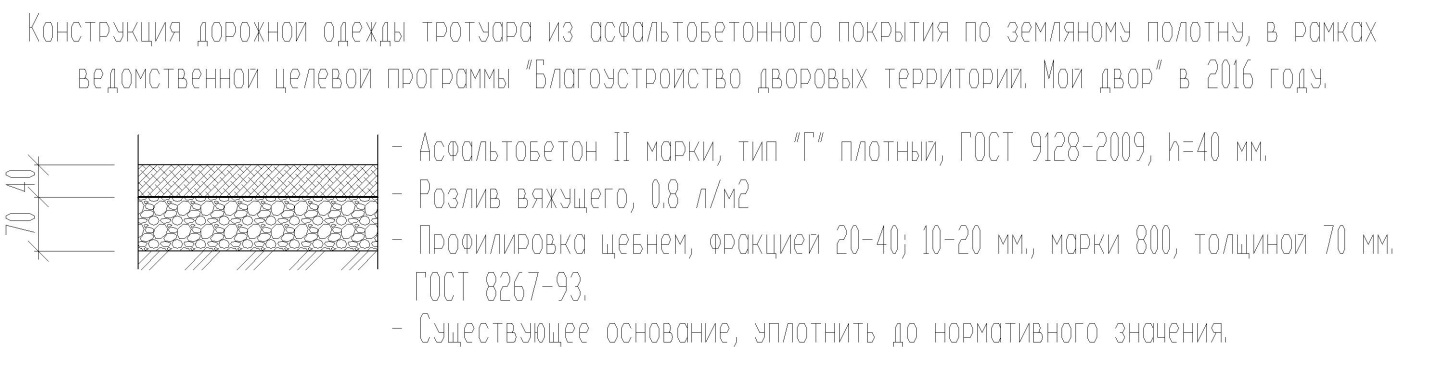 Конструкция дорожной одежды тротуара из асфальтобетонного покрытия по земляному полотну, в рамках
ведомственной целевой программы "Благоустройство дворовых территорий. Мой двор" в 2016 году.
- Асфальтобетон II марки, тип "Г" плотный, ГОСТ 9128-2009, h=40 мм.
- Розлив вяжущего, 0.8 л/м2
- Профилировка щебнем, фракцией 20-40; 10-20 мм., марки 800, толщиной 70 мм.
ГОСТ 8267-93.
- Существующее основание, уплотнить до нормативного значения.
40
70